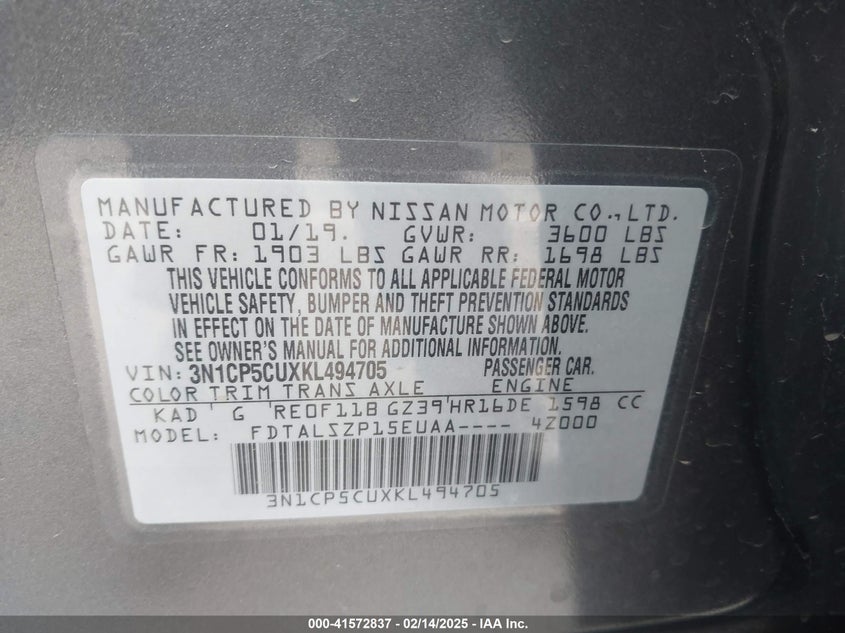 MANUFACTURED BY NISSAN MOTOR CO.,LTD.
DATE: 01/19. GVWR: 3600 LBS
GAWR FR: 1903 LBS GAWR RR: 1698 LBS
THIS VEHICLE CONFORMS TO ALL APPLICABLE FEDERAL MOTOR
VEHICLE SAFETY, BUMPER AND THEFT PREVENTION STANDARDS
IN EFFECT ON THE DATE OF MANUFACTURE SHOWN ABOVE.
SEE OWNER'S MANUAL FOR ADDITIONAL INFORMATION.
VIN: 3N1CP5CUXKL494705 PASSENGER CAR.
COLOR TRIM TRANS AXLE ENGINE
KAD G RE0F11B GZ39 HR16DE 1598 CC
MODEL: FDTALSZP15EUAA---- 4Z000
3N1CP5CUXKL494705
000-41572837 - 02/14/2025 - IAA Inc.